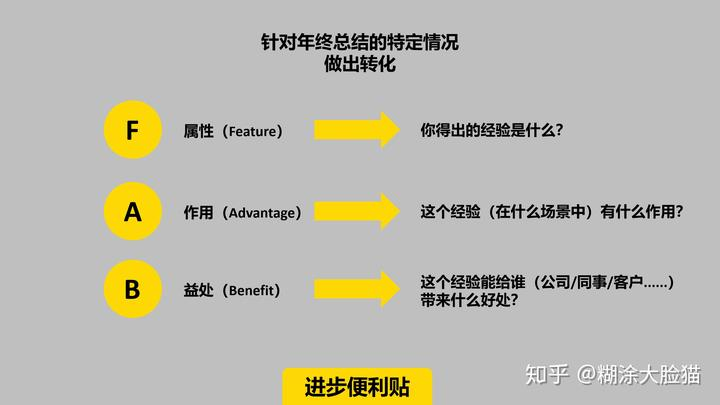 针对年终总结的特定情况
做出转化
F 属性（Feature） 你得出的经验是什么？
A 作用（Advantage） 这个经验（在什么场景中）有什么作用？
B 益处（Benefit） 这个经验能给谁（公司/同事/客户......）
带来什么好处？
进步便利贴
知乎 @糊涂大脸猫